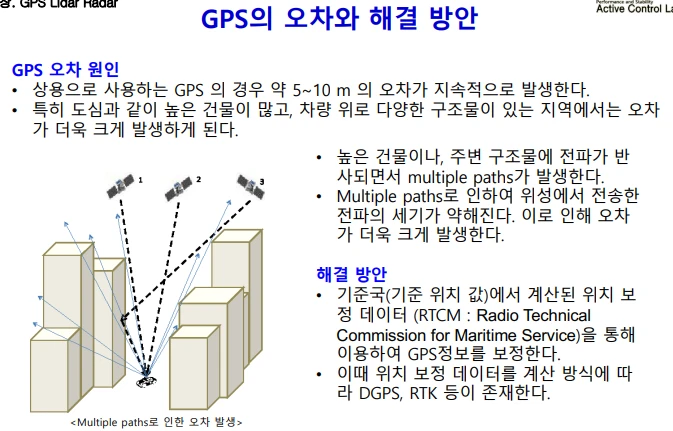 장. GPS Lidar Radar
Performance and Stability
Active Control La
GPS의 오차와 해결 방안
GPS 오차 원인
• 상용으로 사용하는 GPS 의 경우 약 5~10 m 의 오차가 지속적으로 발생한다.
• 특히 도심과 같이 높은 건물이 많고, 차량 위로 다양한 구조물이 있는 지역에서는 오차
가 더욱 크게 발생하게 된다.
1
2
3
<Multiple paths로 인한 오차 발생>
• 높은 건물이나, 주변 구조물에 전파가 반
사되면서 multiple paths가 발생한다.
• Multiple paths로 인하여 위성에서 전송한
전파의 세기가 약해진다. 이로 인해 오차
가 더욱 크게 발생한다.
해결 방안
• 기준국(기준 위치 값)에서 계산된 위치 보
정 데이터 (RTCM : Radio Technical
Commission for Maritime Service)을 통해
이용하여 GPS정보를 보정한다.
• 이때 위치 보정 데이터를 계산 방식에 따
라 DGPS, RTK 등이 존재한다.